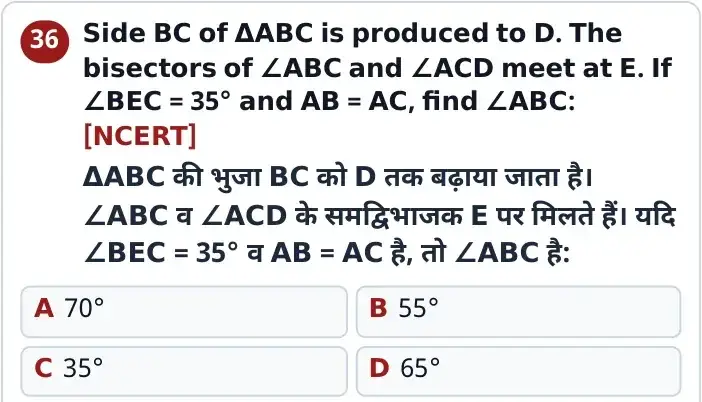 36 Side BC of ΔABC is produced to D. The
bisectors of ∠ABC and ∠ACD meet at E. If
∠BEC = 35° and AB = AC, find ∠ABC:
[NCERT]
ΔABC की भुजा BC को D तक बढ़ाया जाता है।
∠ABC व ∠ACD के समद्विभाजक E पर मिलते हैं। यदि
∠BEC = 35° व AB = AC है, तो ∠ABC है:
A 70°
B 55°
C 35°
D 65°